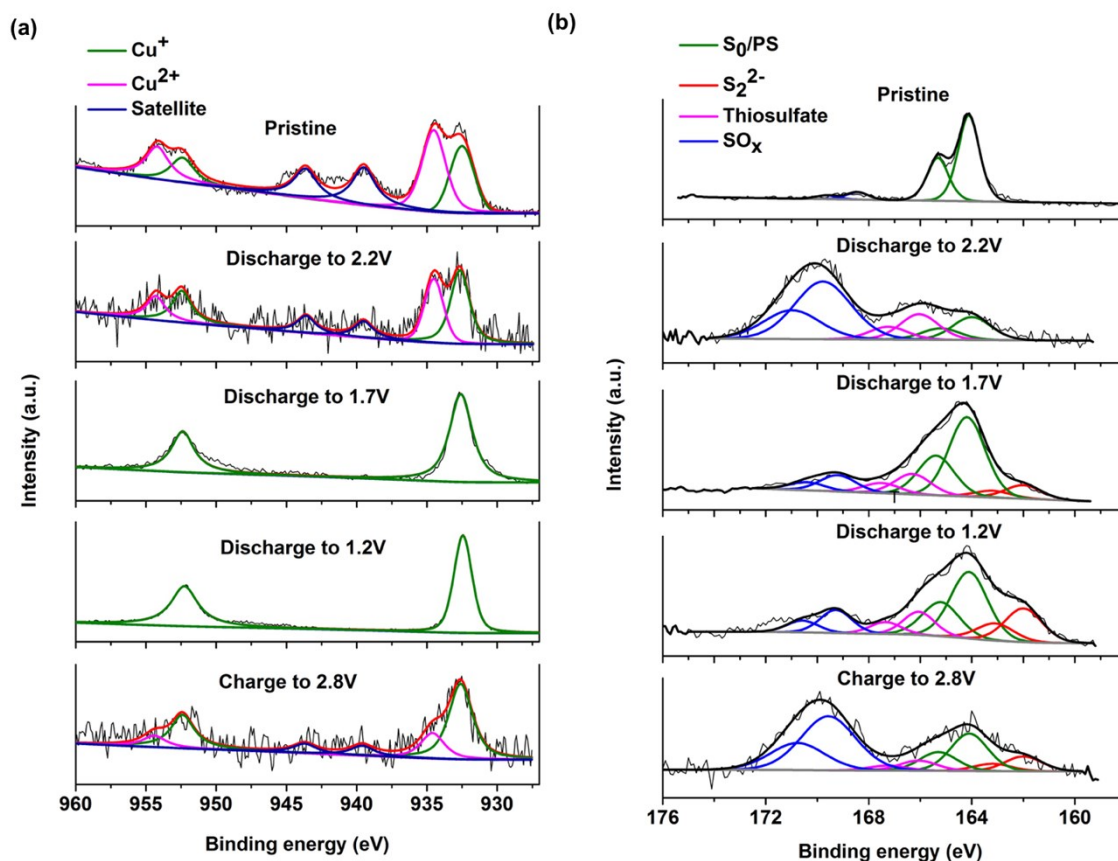 (a)
Cu+
Cu2+
Satellite
Pristine
Discharge to 2.2V
Discharge to 1.7V
Discharge to 1.2V
Charge to 2.8V
Intensity (a.u.)
960 955 950 945 940 935 930
Binding energy (eV)
(b)
S0/PS
S22-
Thiosulfate
SOx
Pristine
Discharge to 2.2V
Discharge to 1.7V
Discharge to 1.2V
Charge to 2.8V
Intensity (a.u.)
176 172 168 164 160
Binding energy (eV)